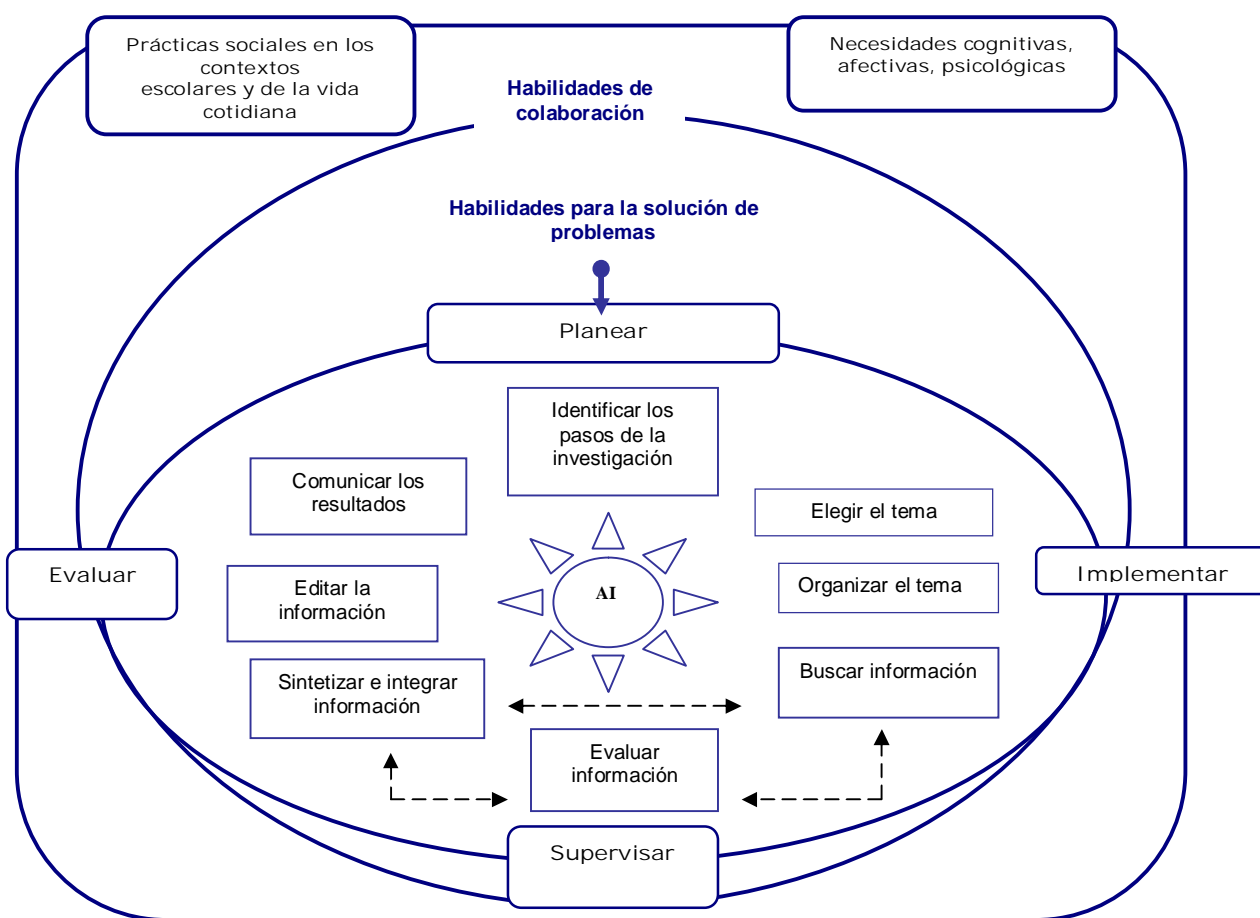 Prácticas sociales en los
contextos
escolares y de la vida
cotidiana
Necesidades cognitivas,
afectivas, psicológicas
Habilidades de
colaboración
Habilidades para la solución de
problemas
Planear
Identificar los
pasos de la
investigación
Comunicar los
resultados
Elegir el tema
Evaluar
Editar la
información
AI
Organizar el tema
Implementar
Sintetizar e integrar
información
Buscar información
Evaluar
información
Supervisar